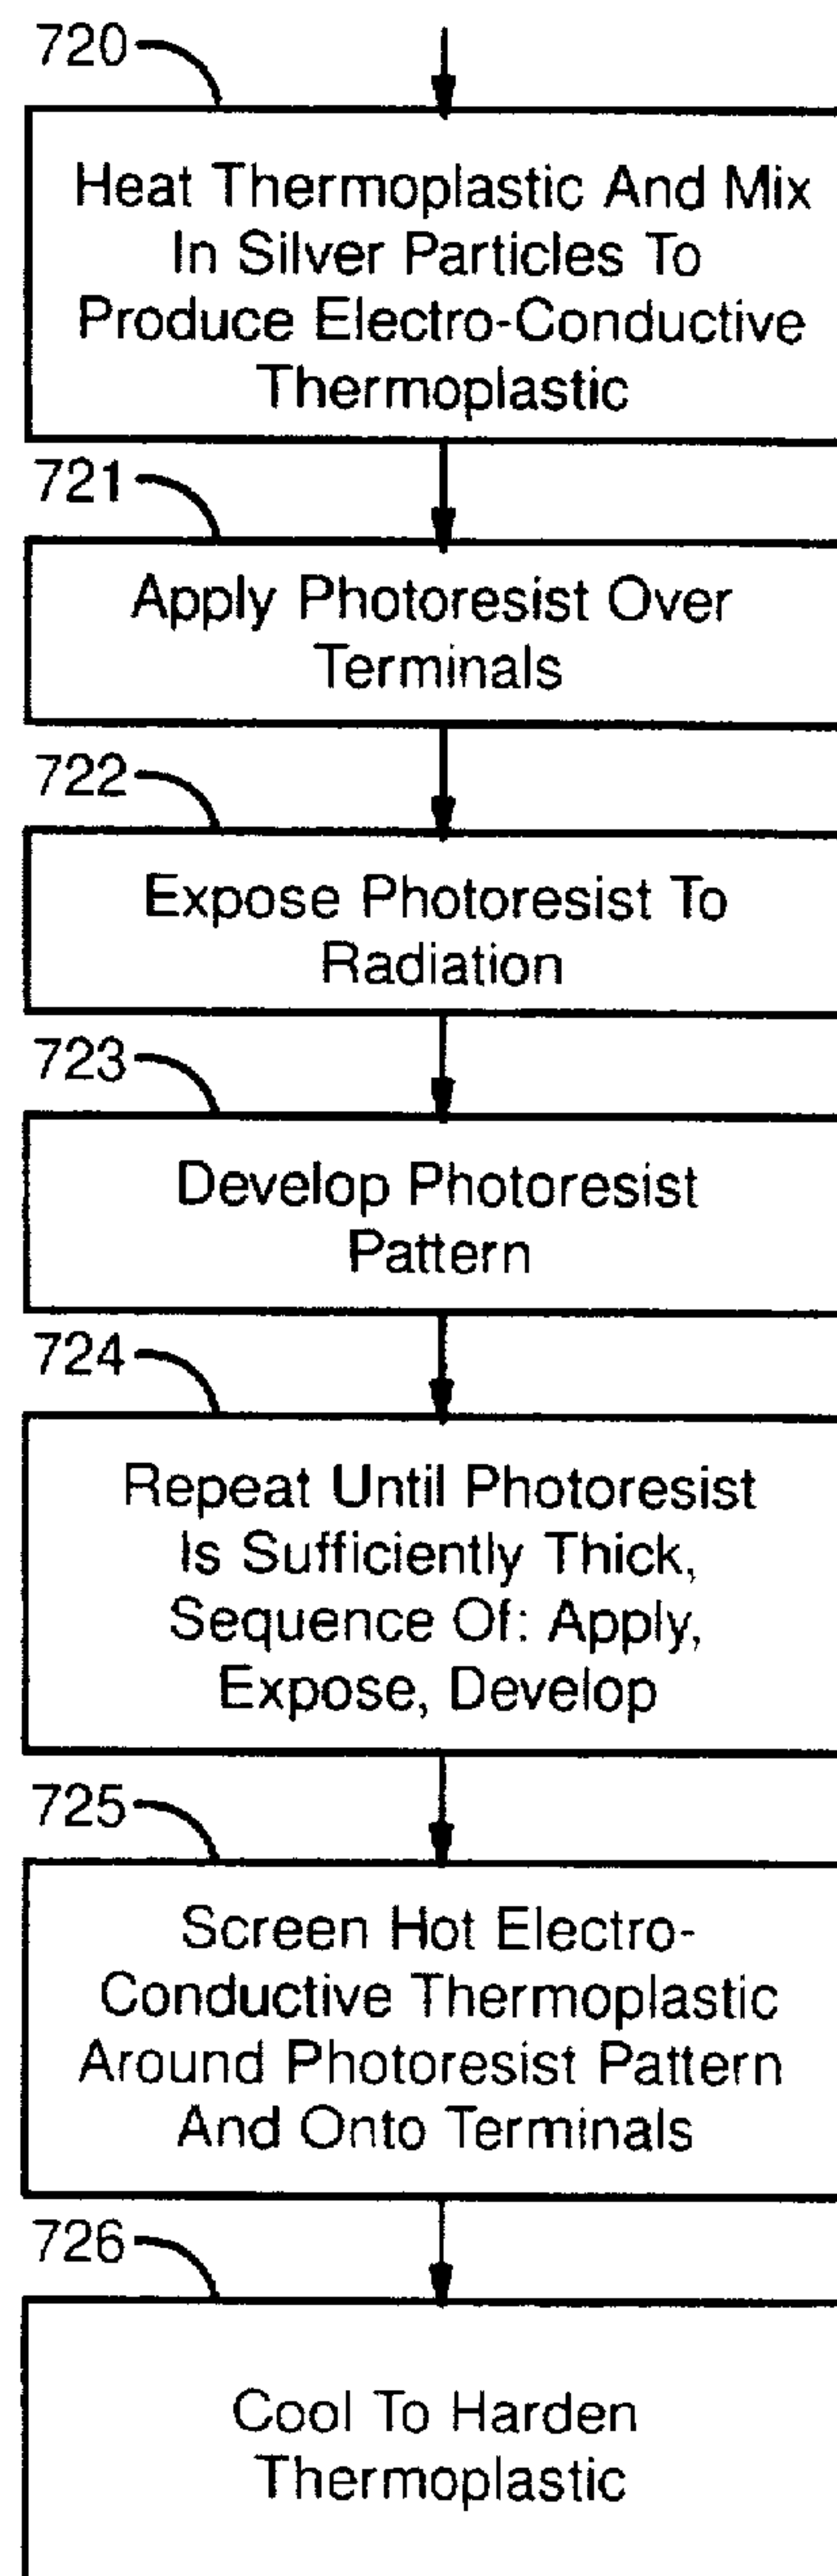 720
Heat Thermoplastic And Mix
In Silver Particles To
Produce Electro-Conductive
Thermoplastic
721
Apply Photoresist Over
Terminals
722
Expose Photoresist To
Radiation
723
Develop Photoresist
Pattern
724
Repeat Until Photoresist
Is Sufficiently Thick,
Sequence Of: Apply,
Expose, Develop
725
Screen Hot Electro-
Conductive Thermoplastic
Around Photoresist Pattern
And Onto Terminals
726
Cool To Harden
Thermoplastic